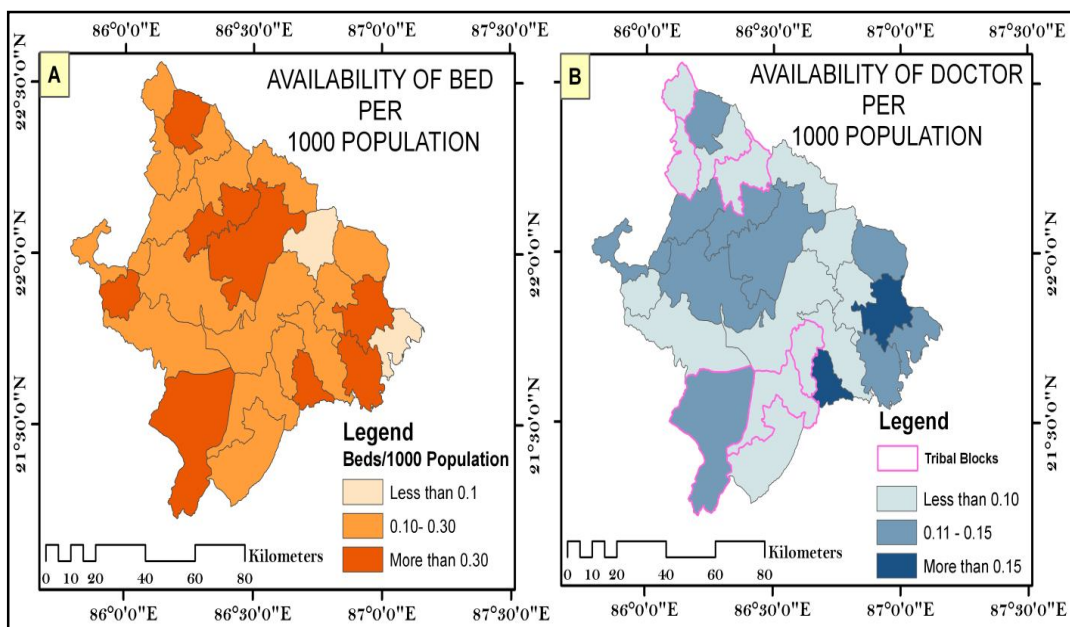 86°0'0"E 86°30'0"E 87°0'0"E 87°30'0"E
A
AVAILABILITY OF BED
PER
1000 POPULATION
22°30'0"N
22°0'0"N
21°30'0"N
22°30'0"N
22°0'0"N
21°30'0"N
Legend
Beds/1000 Population
Less than 0.1
0.10- 0.30
More than 0.30
Kilometers
0 10 20 40 60 80
86°0'0"E 86°30'0"E 87°0'0"E 87°30'0"E
86°0'0"E 86°30'0"E 87°0'0"E 87°30'0"E
B
AVAILABILITY OF DOCTOR
PER
1000 POPULATION
22°30'0"N
22°0'0"N
21°30'0"N
Legend
Tribal Blocks
Less than 0.10
0.11 - 0.15
More than 0.15
Kilometers
0 10 20 40 60 80
86°0'0"E 86°30'0"E 87°0'0"E 87°30'0"E